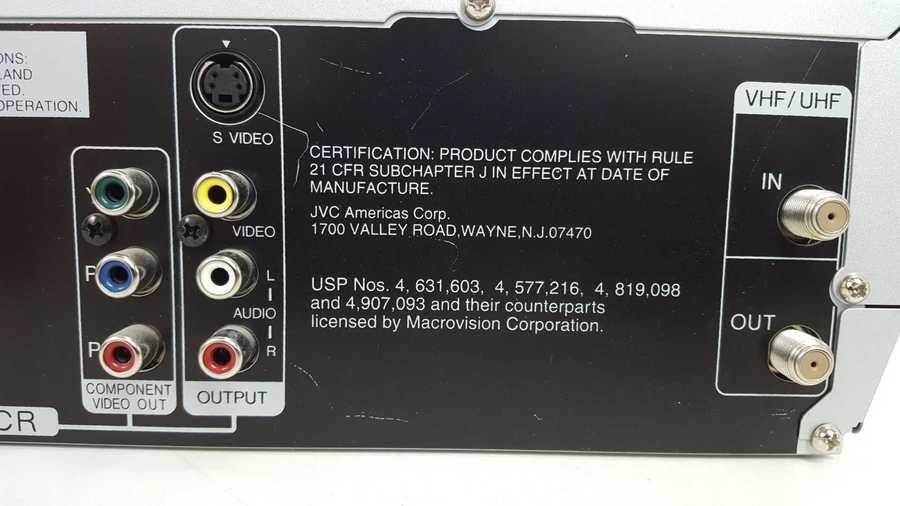 ONS:
LAND
ED.
OPERATION.
S VIDEO
VIDEO
L
AUDIO
R
OUTPUT
P
P
COMPONENT
VIDEO OUT
CR
CERTIFICATION: PRODUCT COMPLIES WITH RULE
21 CFR SUBCHAPTER J IN EFFECT AT DATE OF
MANUFACTURE.
JVC Americas Corp.
1700 VALLEY ROAD,WAYNE,N.J.07470
USP Nos. 4, 631,603, 4, 577,216, 4, 819,098
and 4,907,093 and their counterparts
licensed by Macrovision Corporation.
VHF/UHF
IN
OUT